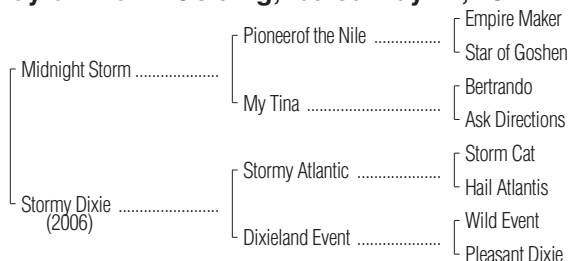 Empire Maker
Pioneerof the Nile ................
Star of Goshen
Midnight Storm .....................
Bertrando
My Tina ..................................
Ask Directions
Storm Cat
Stormy Atlantic .....................
Hail Atlantis
Stormy Dixie .........................
(2006)
Wild Event
Dixieland Event .....................
Pleasant Dixie